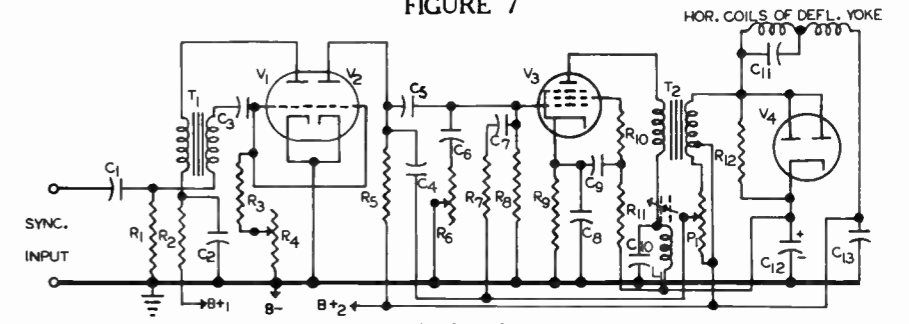 FIGURE 7
HOR. COILS OF DEFL. YOKE
C11
V1
V2
V3
T2
T1
C3
C5
V4
C6
C7
R10
R12
C1
C4
C9
R3
R5
R7
R8
R9
R11
SYNC.
R1
R2
R4
R6
C8
P1
INPUT
C2
C10
L
C12
+
-
C13
B+1
B-
B+2